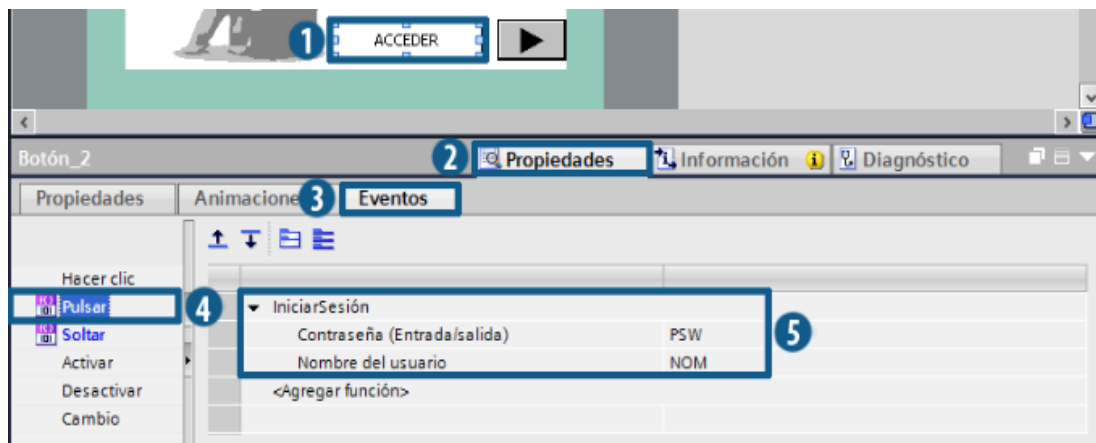 1 ACCEDER
Botón_2 2 Propiedades Información Diagnóstico
Propiedades Animacione 3 Eventos
Hacer clic
Pulsar 4 IniciarSesión
Soltar Contraseña (Entrada/salida) PSW 5
Activar Nombre del usuario NOM
Desactivar <Agregar función>
Cambio